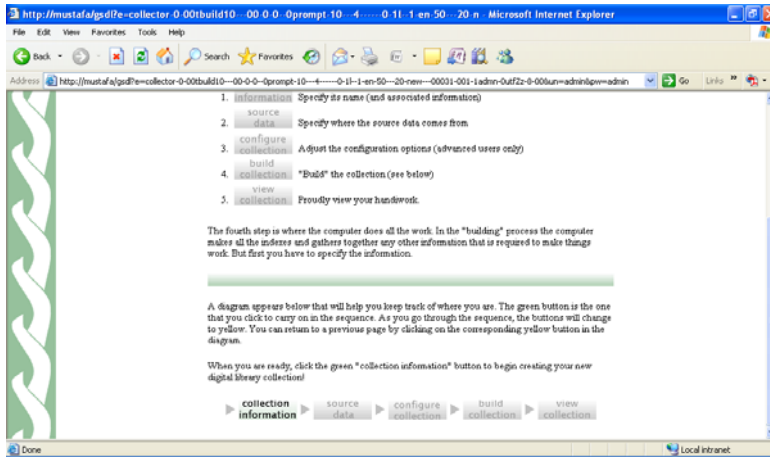 http://mustafa/gsdl?e=collector-0-00tbuild10---00-0-0--0prompt-10---4------0-1l--1-en-50---20-n - Microsoft Internet Explorer
File Edit View Favorites Tools Help
Back Search Favorites
Address http://mustafa/gsdl?e=collector-0-00tbuild10---00-0-0--0prompt-10---4------0-1l--1-en-50---20-new---00031-001-1admn-0utfZz-8-00&un=admin&pw=admin Go Links
1. information Specify its name (and associated information)
source
2. data Specify where the source data comes from
configure
3. collection Adjust the configuration options (advanced users only)
build
4. collection "Build" the collection (see below)
view
5. collection Proudly view your handiwork.
The fourth step is where the computer does all the work. In the "building" process the computer
makes all the indexes and gathers together any other information that is required to make things
work. But first you have to specify the information.
A diagram appears below that will help you keep track of where you are. The green button is the one
that you click to carry on in the sequence. As you go through the sequence, the buttons will change
to yellow. You can return to a previous page by clicking on the corresponding yellow button in the
diagram.
When you are ready, click the green "collection information" button to begin creating your new
digital library collection!
collection source configure build view
information data collection collection collection
Done Local intranet